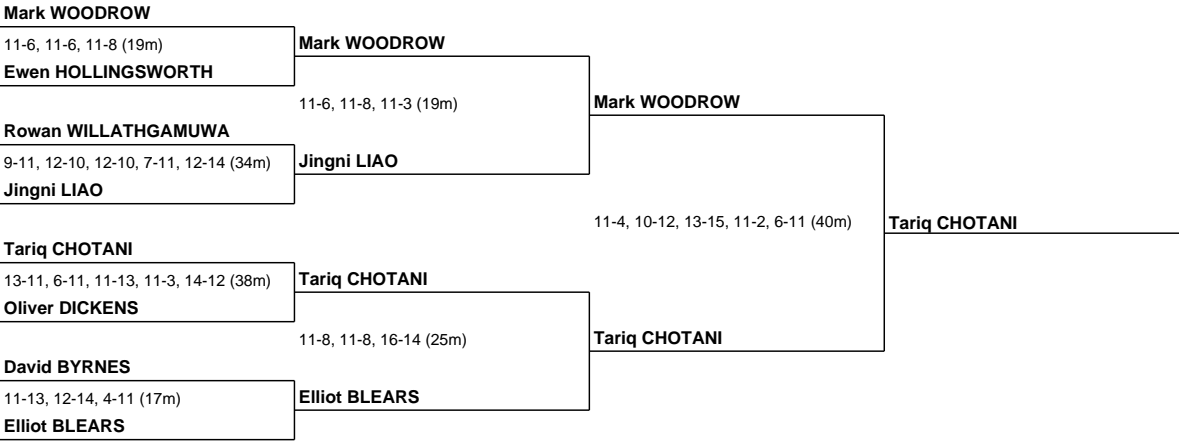 Mark WOODROW
11-6, 11-6, 11-8 (19m)
Ewen HOLLINGSWORTH
Rowan WILLATHGAMUWA
9-11, 12-10, 12-10, 7-11, 12-14 (34m)
Jingni LIAO
Tariq CHOTANI
13-11, 6-11, 11-13, 11-3, 14-12 (38m)
Oliver DICKENS
David BYRNES
11-13, 12-14, 4-11 (17m)
Elliot BLEARS
Mark WOODROW
11-6, 11-8, 11-3 (19m)
Jingni LIAO
Tariq CHOTANI
11-8, 11-8, 16-14 (25m)
Elliot BLEARS
Mark WOODROW
11-4, 10-12, 13-15, 11-2, 6-11 (40m)
Tariq CHOTANI
Tariq CHOTANI